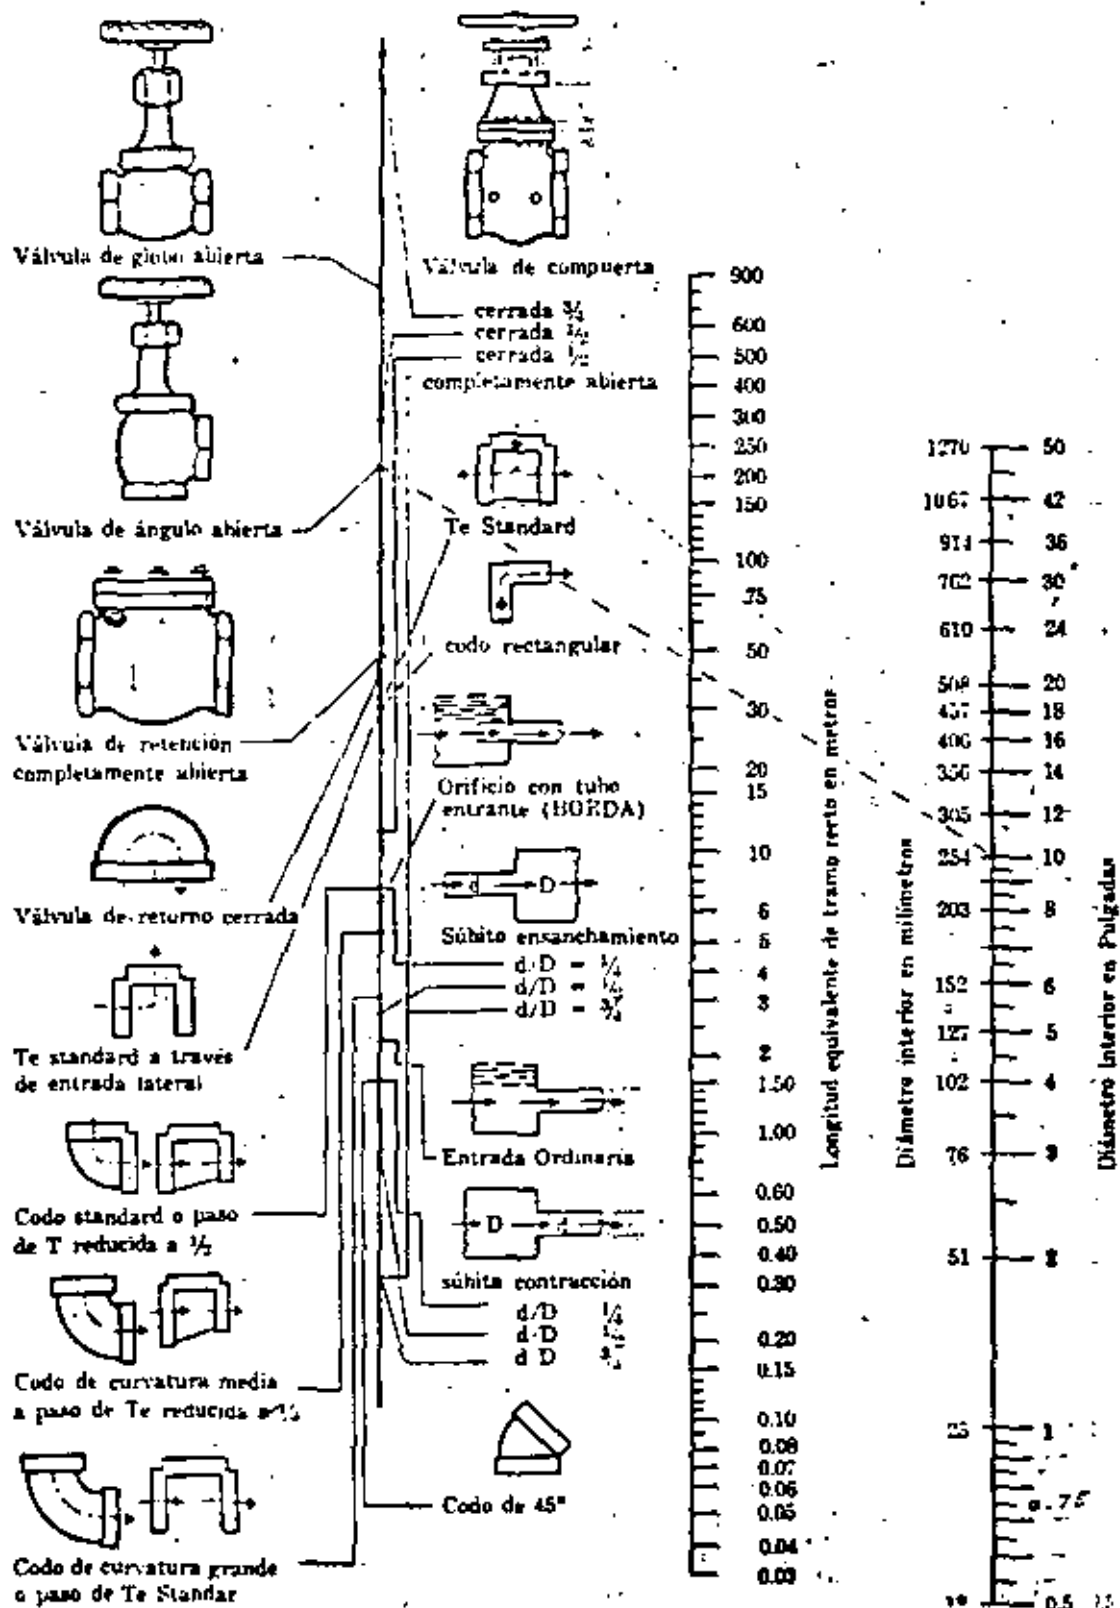 Válvula de globo abierta
Válvula de ángulo abierta
Válvula de retención
completamente abierta
Válvula de retorno cerrada
Te standard a través
de entrada lateral
Codo standard o paso
de T reducida a ½
Codo de curvatura media
a paso de Te reducida
Codo de curvatura grande
o paso de Te Standar
Válvula de compuerta
cerrada ¾
cerrada
cerrada ½
completamente abierta
Te Standard
codo rectangular
Orificio con tubo
entrante (BORDA)
d D
Súbito ensanchamiento
d/D = ¼
d/D =
d/D = ¾
Entrada Ordinaria
D
súbita contracción
d/D ¼
d/D
d/D
Codo de 45°
900
600
500
400
300
250
200
150
100
75
50
30
20
15
10
6
5
4
3
2
1.50
1.00
0.60
0.50
0.40
0.30
0.20
0.15
0.10
0.08
0.07
0.06
0.05
0.04
0.03
Longitud equivalente de tramo recto en metros
Diámetro interior en milímetros
1270 50
1067 42
914 36
762 30
610 24
508 20
457 18
406 16
356 14
305 12
254 10
203 8
152 6
127 5
102 4
76 3
51 2
25 1
0.75
0.5
Diámetro Interior en Pulgadas